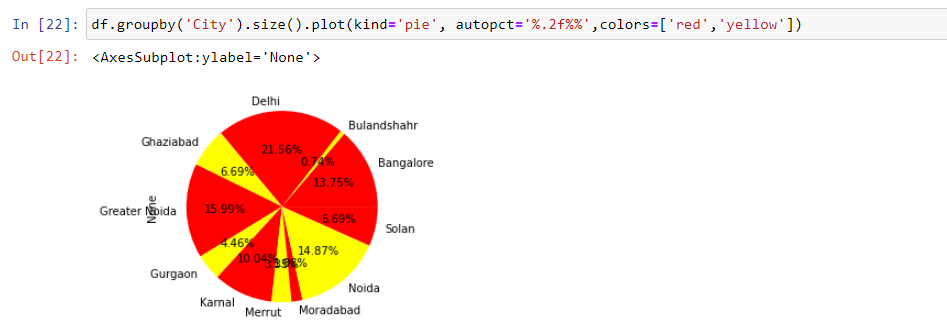 In [22]: df.groupby('City').size().plot(kind='pie', autopct='%.2f%%',colors=['red','yellow'])
Out[22]: <AxesSubplot:ylabel='None'>
Delhi
Bulandshahr
Ghaziabad
21.56%
0.74%
Bangalore
6.69%
13.75%
None
Greater Noida
15.99%
6.69%
Solan
4.46%
14.87%
10.04%
Gurgaon
Noida
Karnal
Merrut
Moradabad